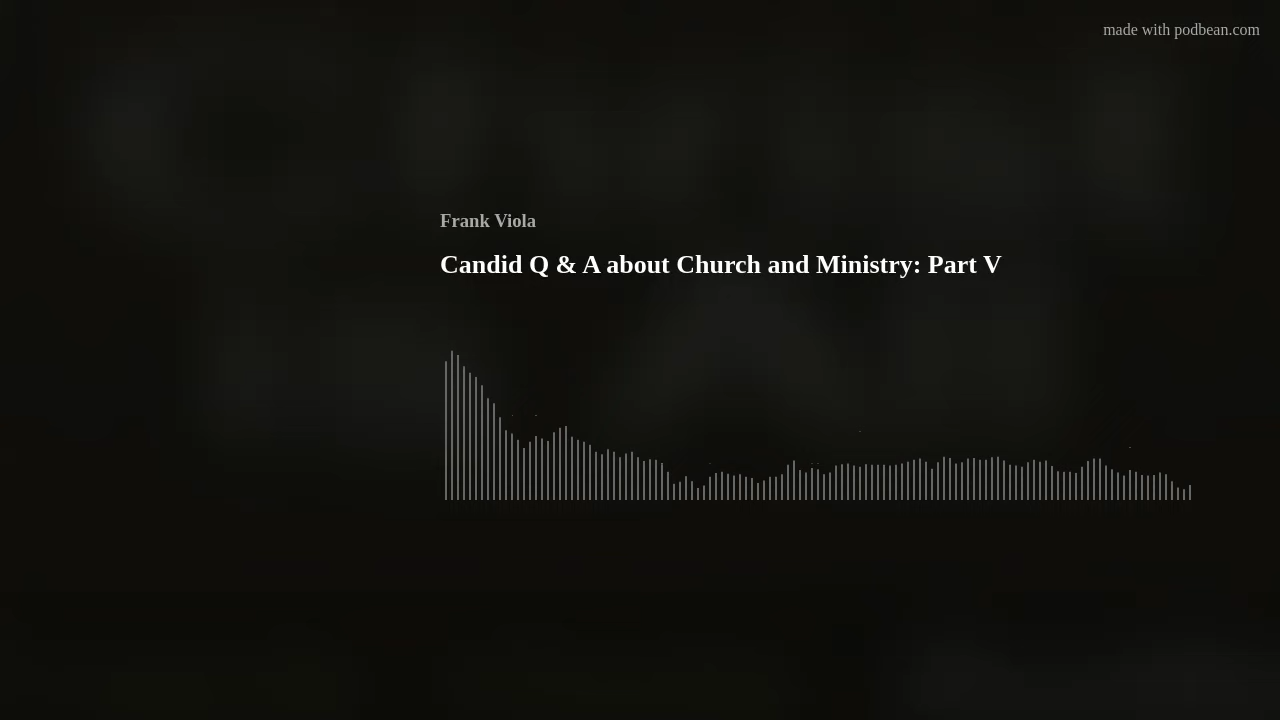 made with podbean.com
Frank Viola
Candid Q & A about Church and Ministry: Part V